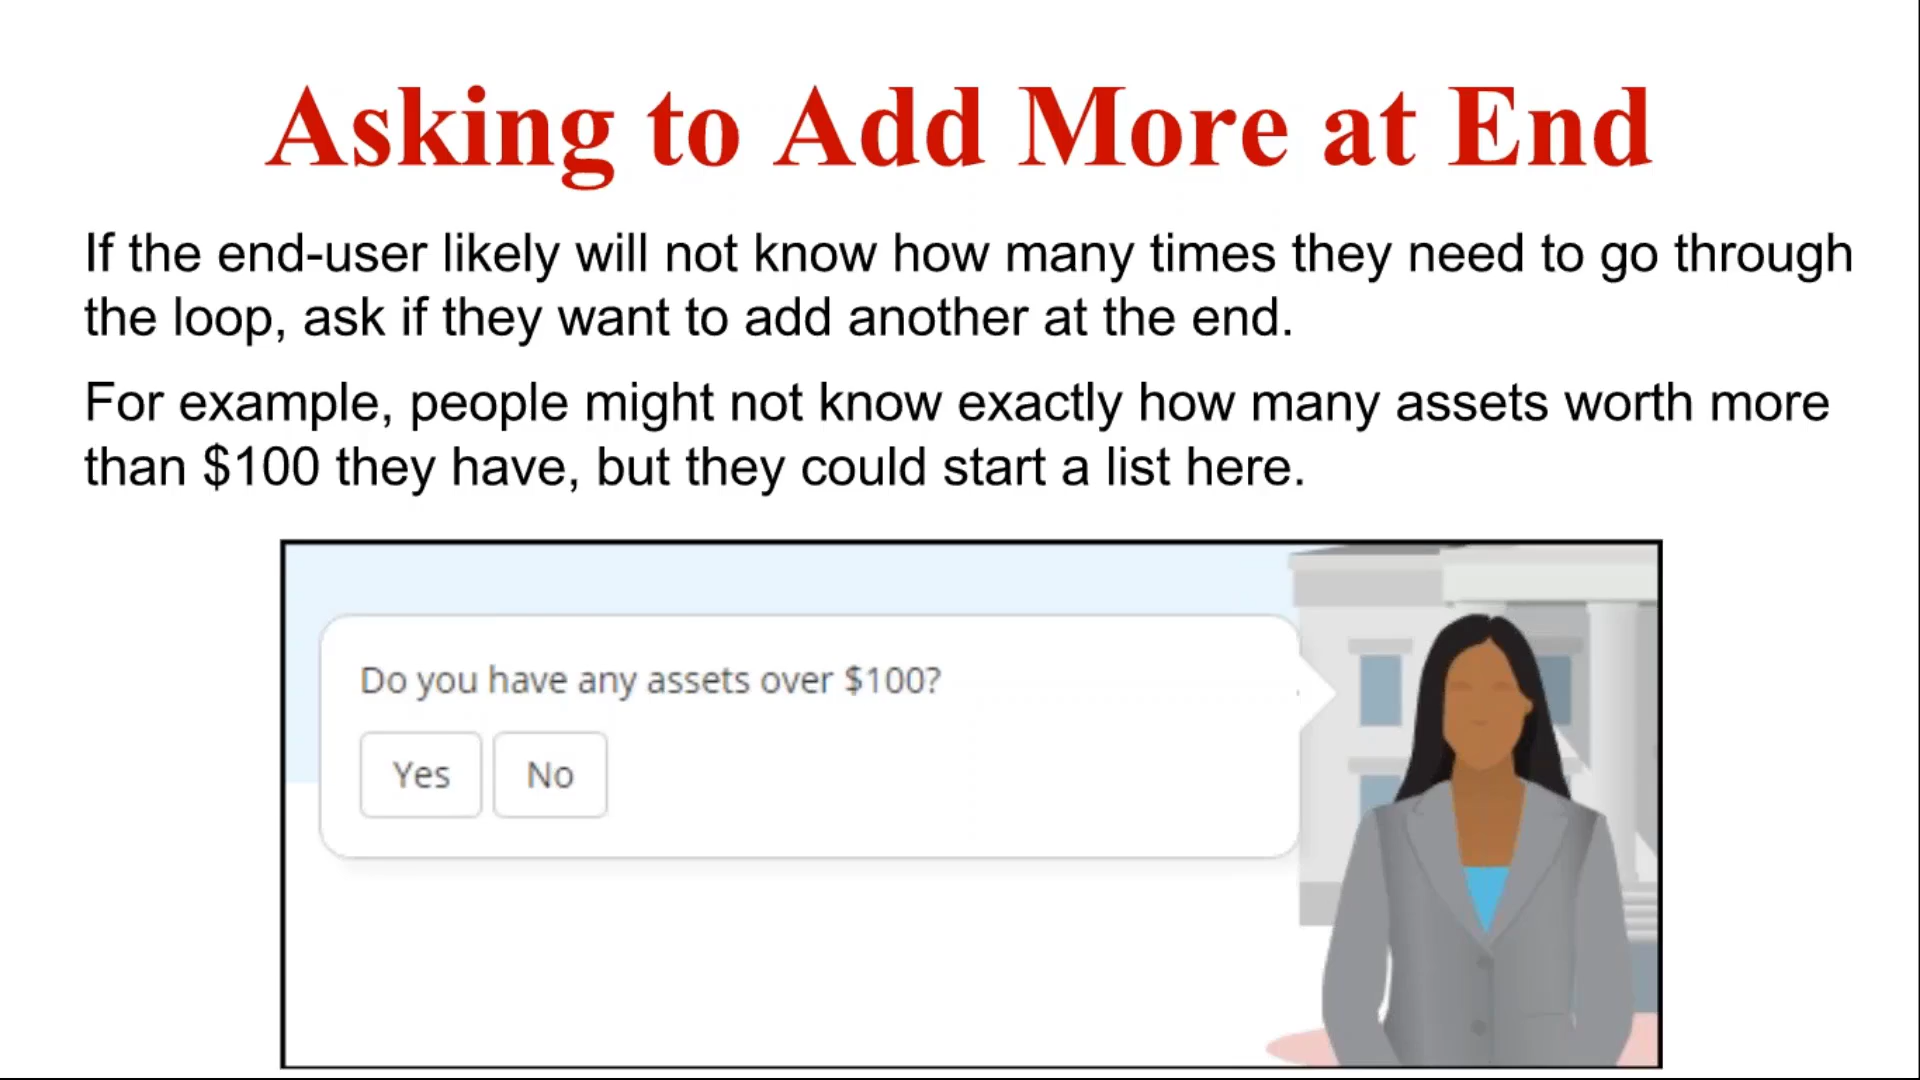 Asking to Add More at End
If the end-user likely will not know how many times they need to go through
the loop, ask if they want to add another at the end.
For example, people might not know exactly how many assets worth more
than $100 they have, but they could start a list here.
Do you have any assets over $100?
Yes No